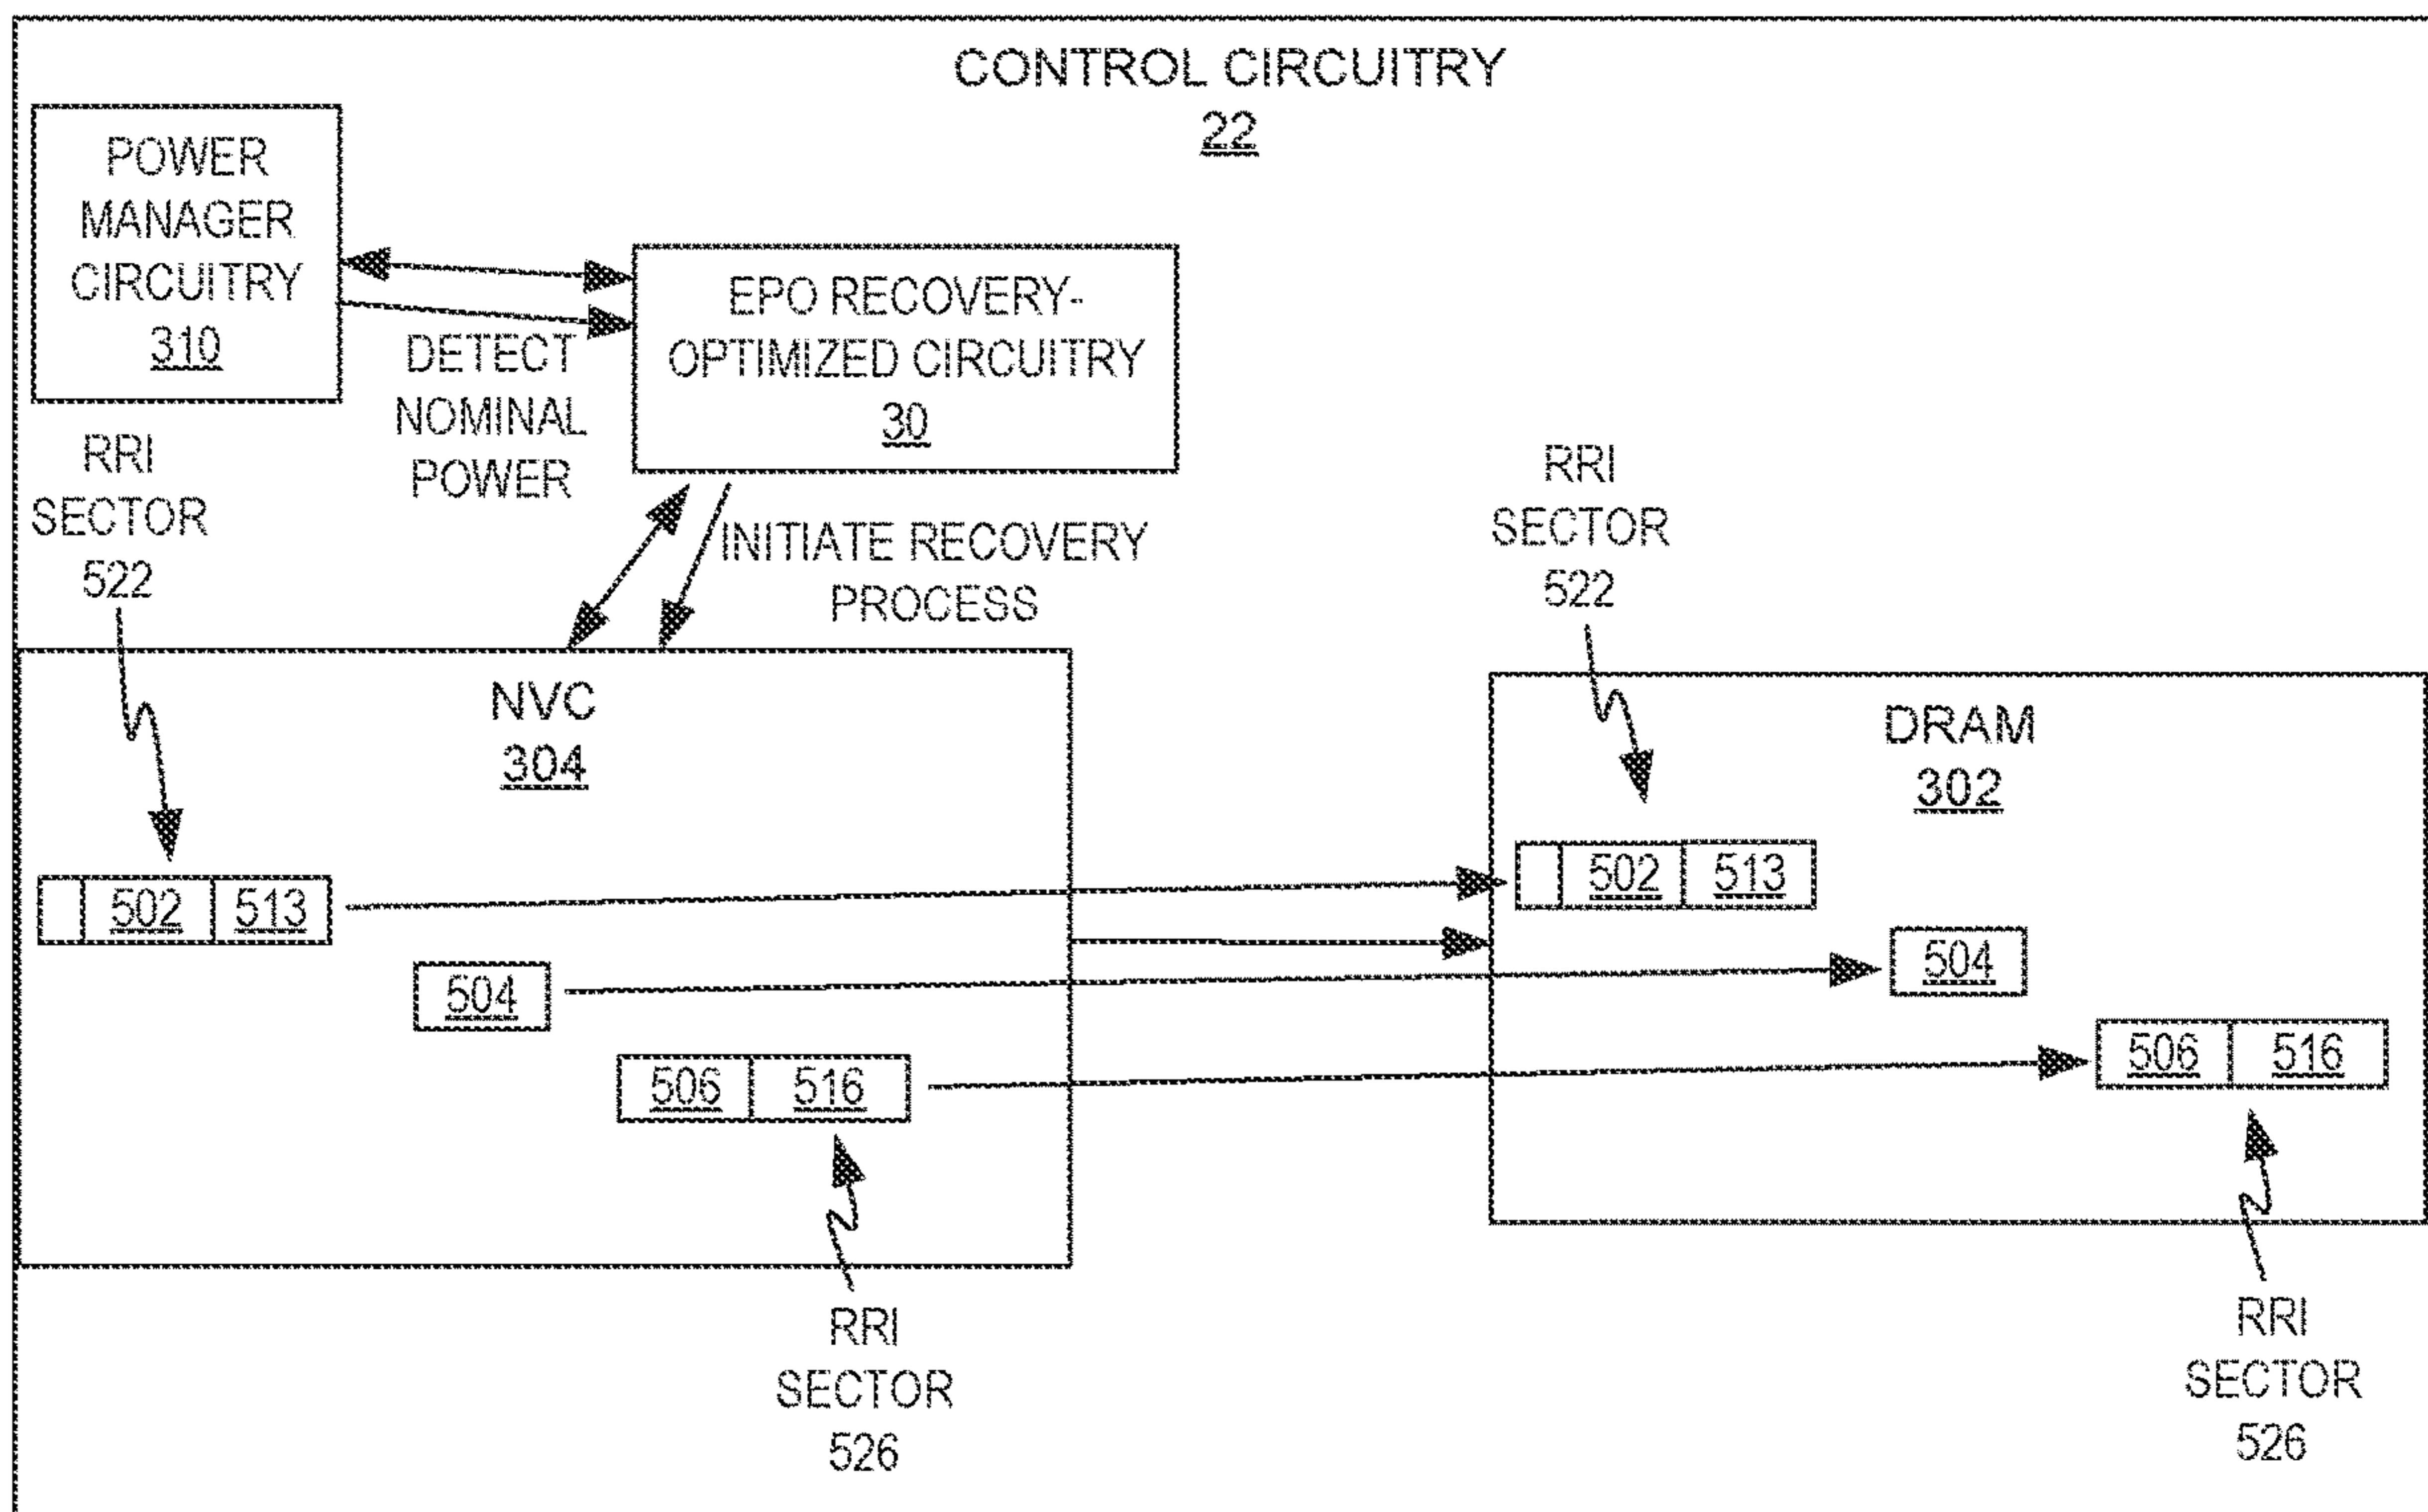 CONTROL CIRCUITRY
22
POWER
MANAGER
CIRCUITRY
310
EPO RECOVERY-
OPTIMIZED CIRCUITRY
30
DETECT
NOMINAL
POWER
RRI
SECTOR
522
INITIATE RECOVERY
PROCESS
RRI
SECTOR
522
NVC
304
502 513
504
506 516
RRI
SECTOR
526
DRAM
302
502 513
504
506 516
RRI
SECTOR
526